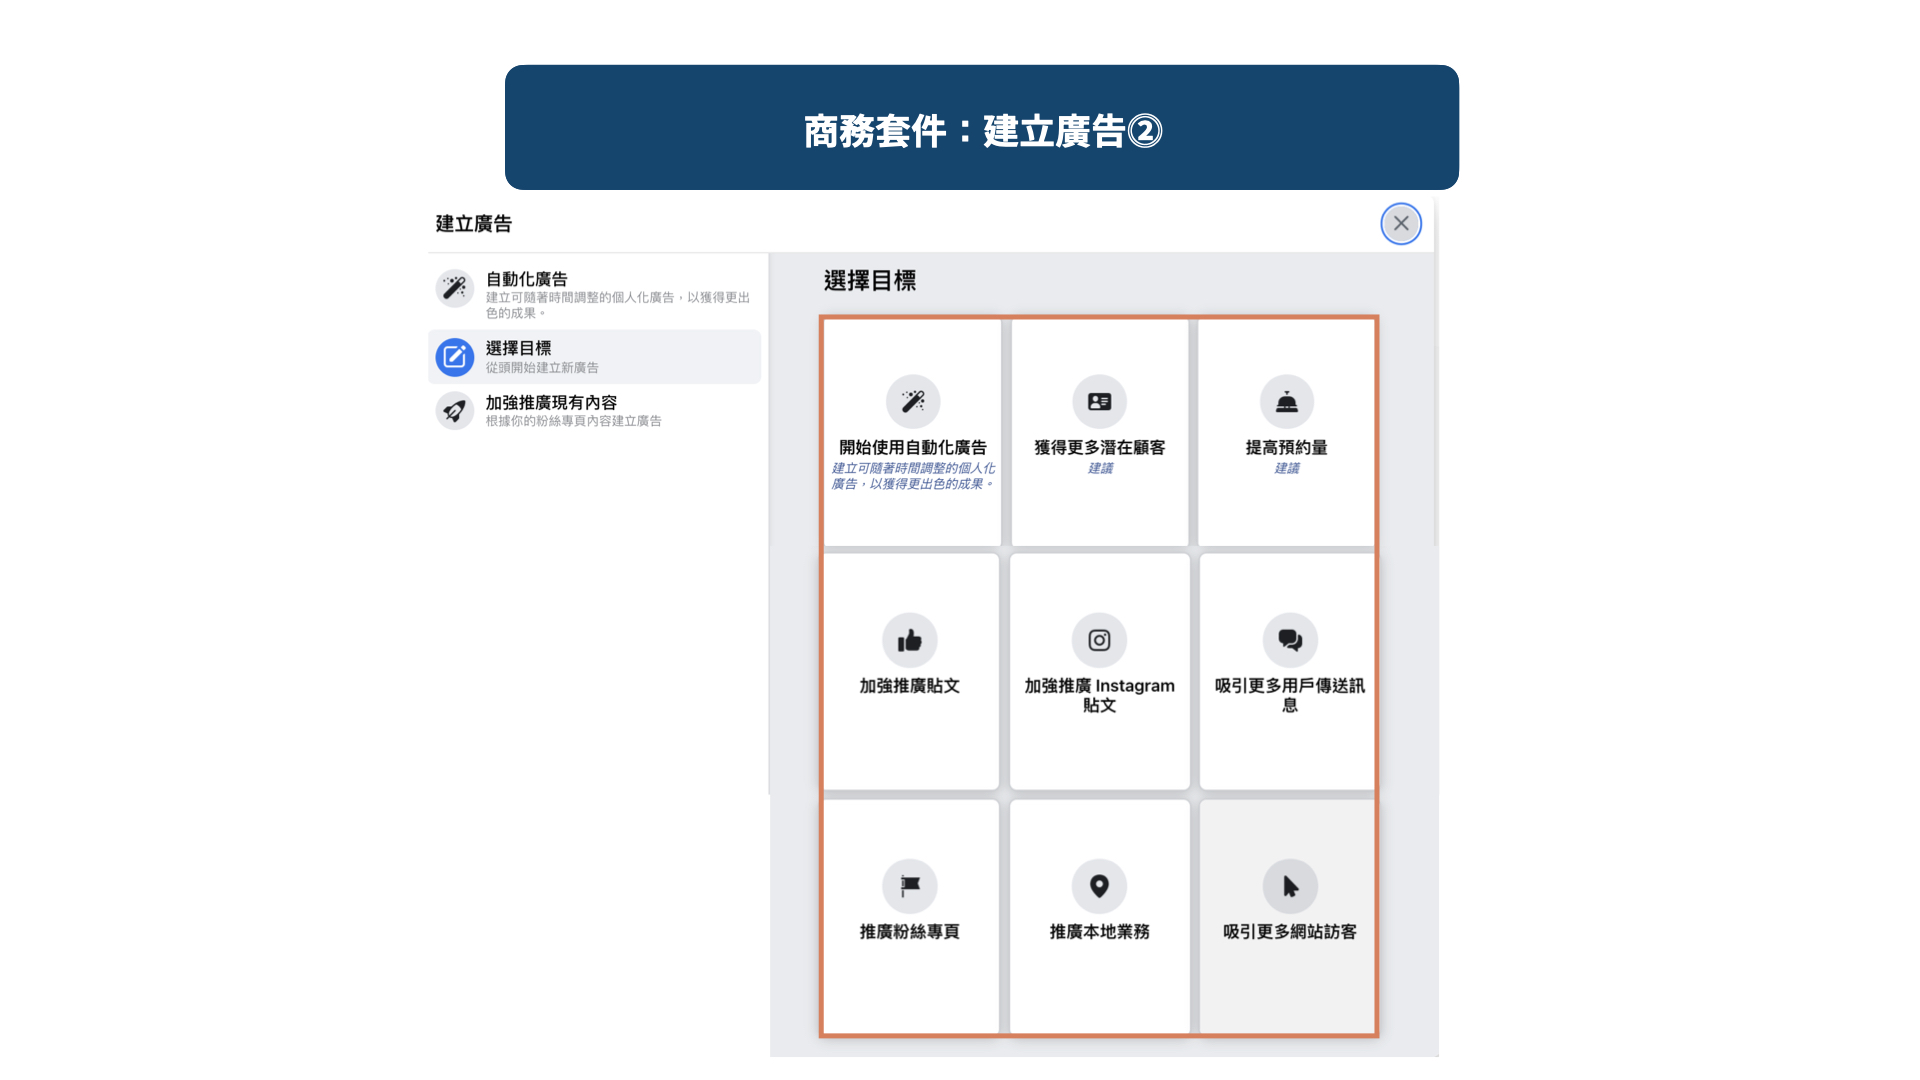 商務套件：建立廣告②
建立廣告
自動化廣告
建立可隨著時間調整的個人化廣告，以獲得更出
色的成果。
選擇目標
從頭開始建立新廣告
加強推廣現有內容
根據你的粉絲專頁內容建立廣告
選擇目標
開始使用自動化廣告
建立可隨著時間調整的個人化
廣告，以獲得更出色的成果。
獲得更多潛在顧客
建議
提高預約量
建議
加強推廣貼文
加強推廣 Instagram
貼文
吸引更多用戶傳送訊
息
推廣粉絲專頁
推廣本地業務
吸引更多網站訪客